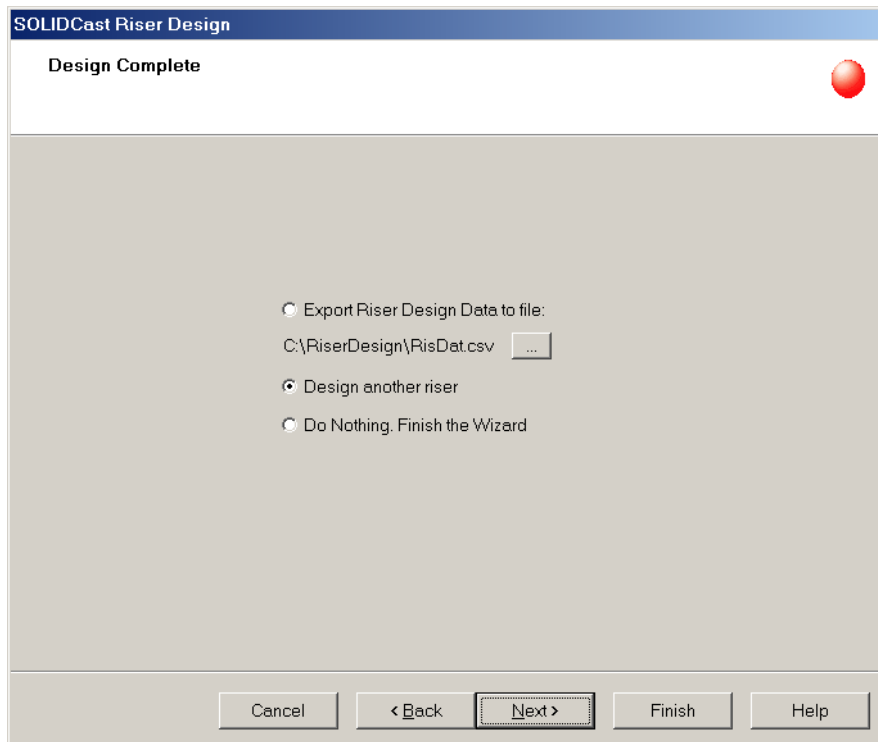 SOLIDCast Riser Design
Design Complete
Export Riser Design Data to file:
C:\RiserDesign\RisDat.csv ...
Design another riser
Do Nothing. Finish the Wizard
Cancel < Back Next > Finish Help